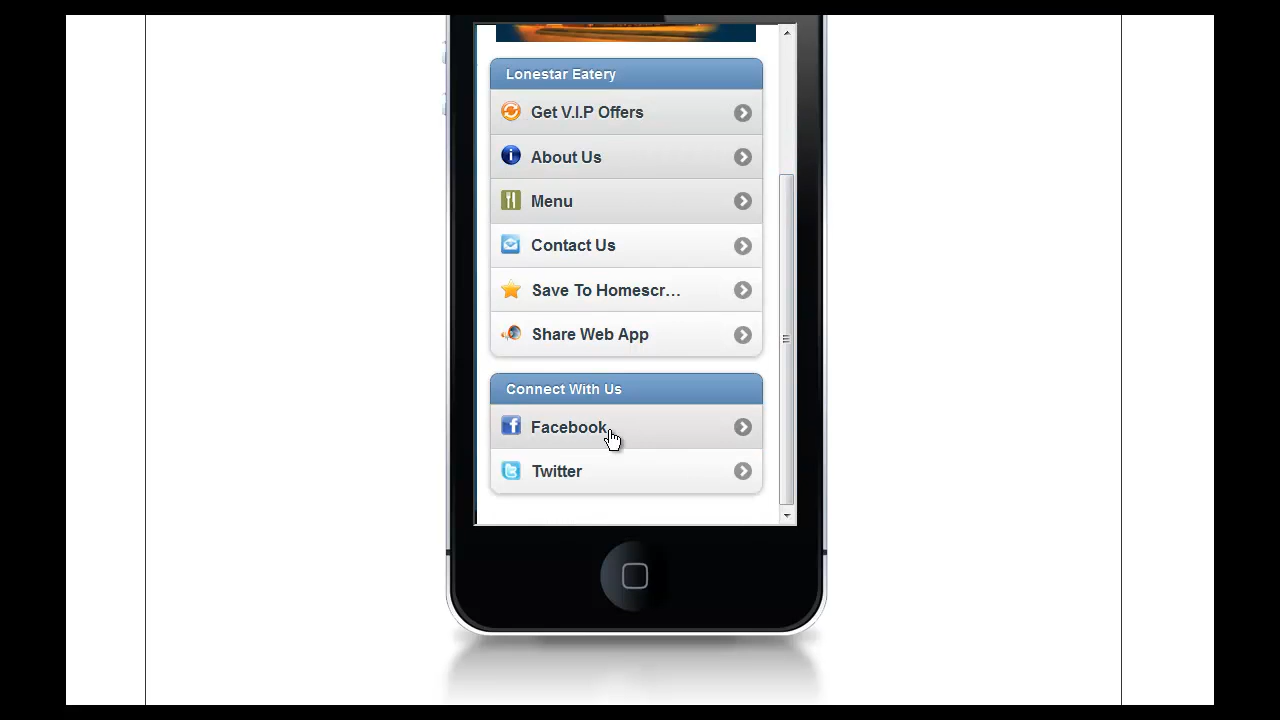 Lonestar Eatery
Get V.I.P Offers
About Us
Menu
Contact Us
Save To Homescr...
Share Web App
Connect With Us
Facebook
Twitter